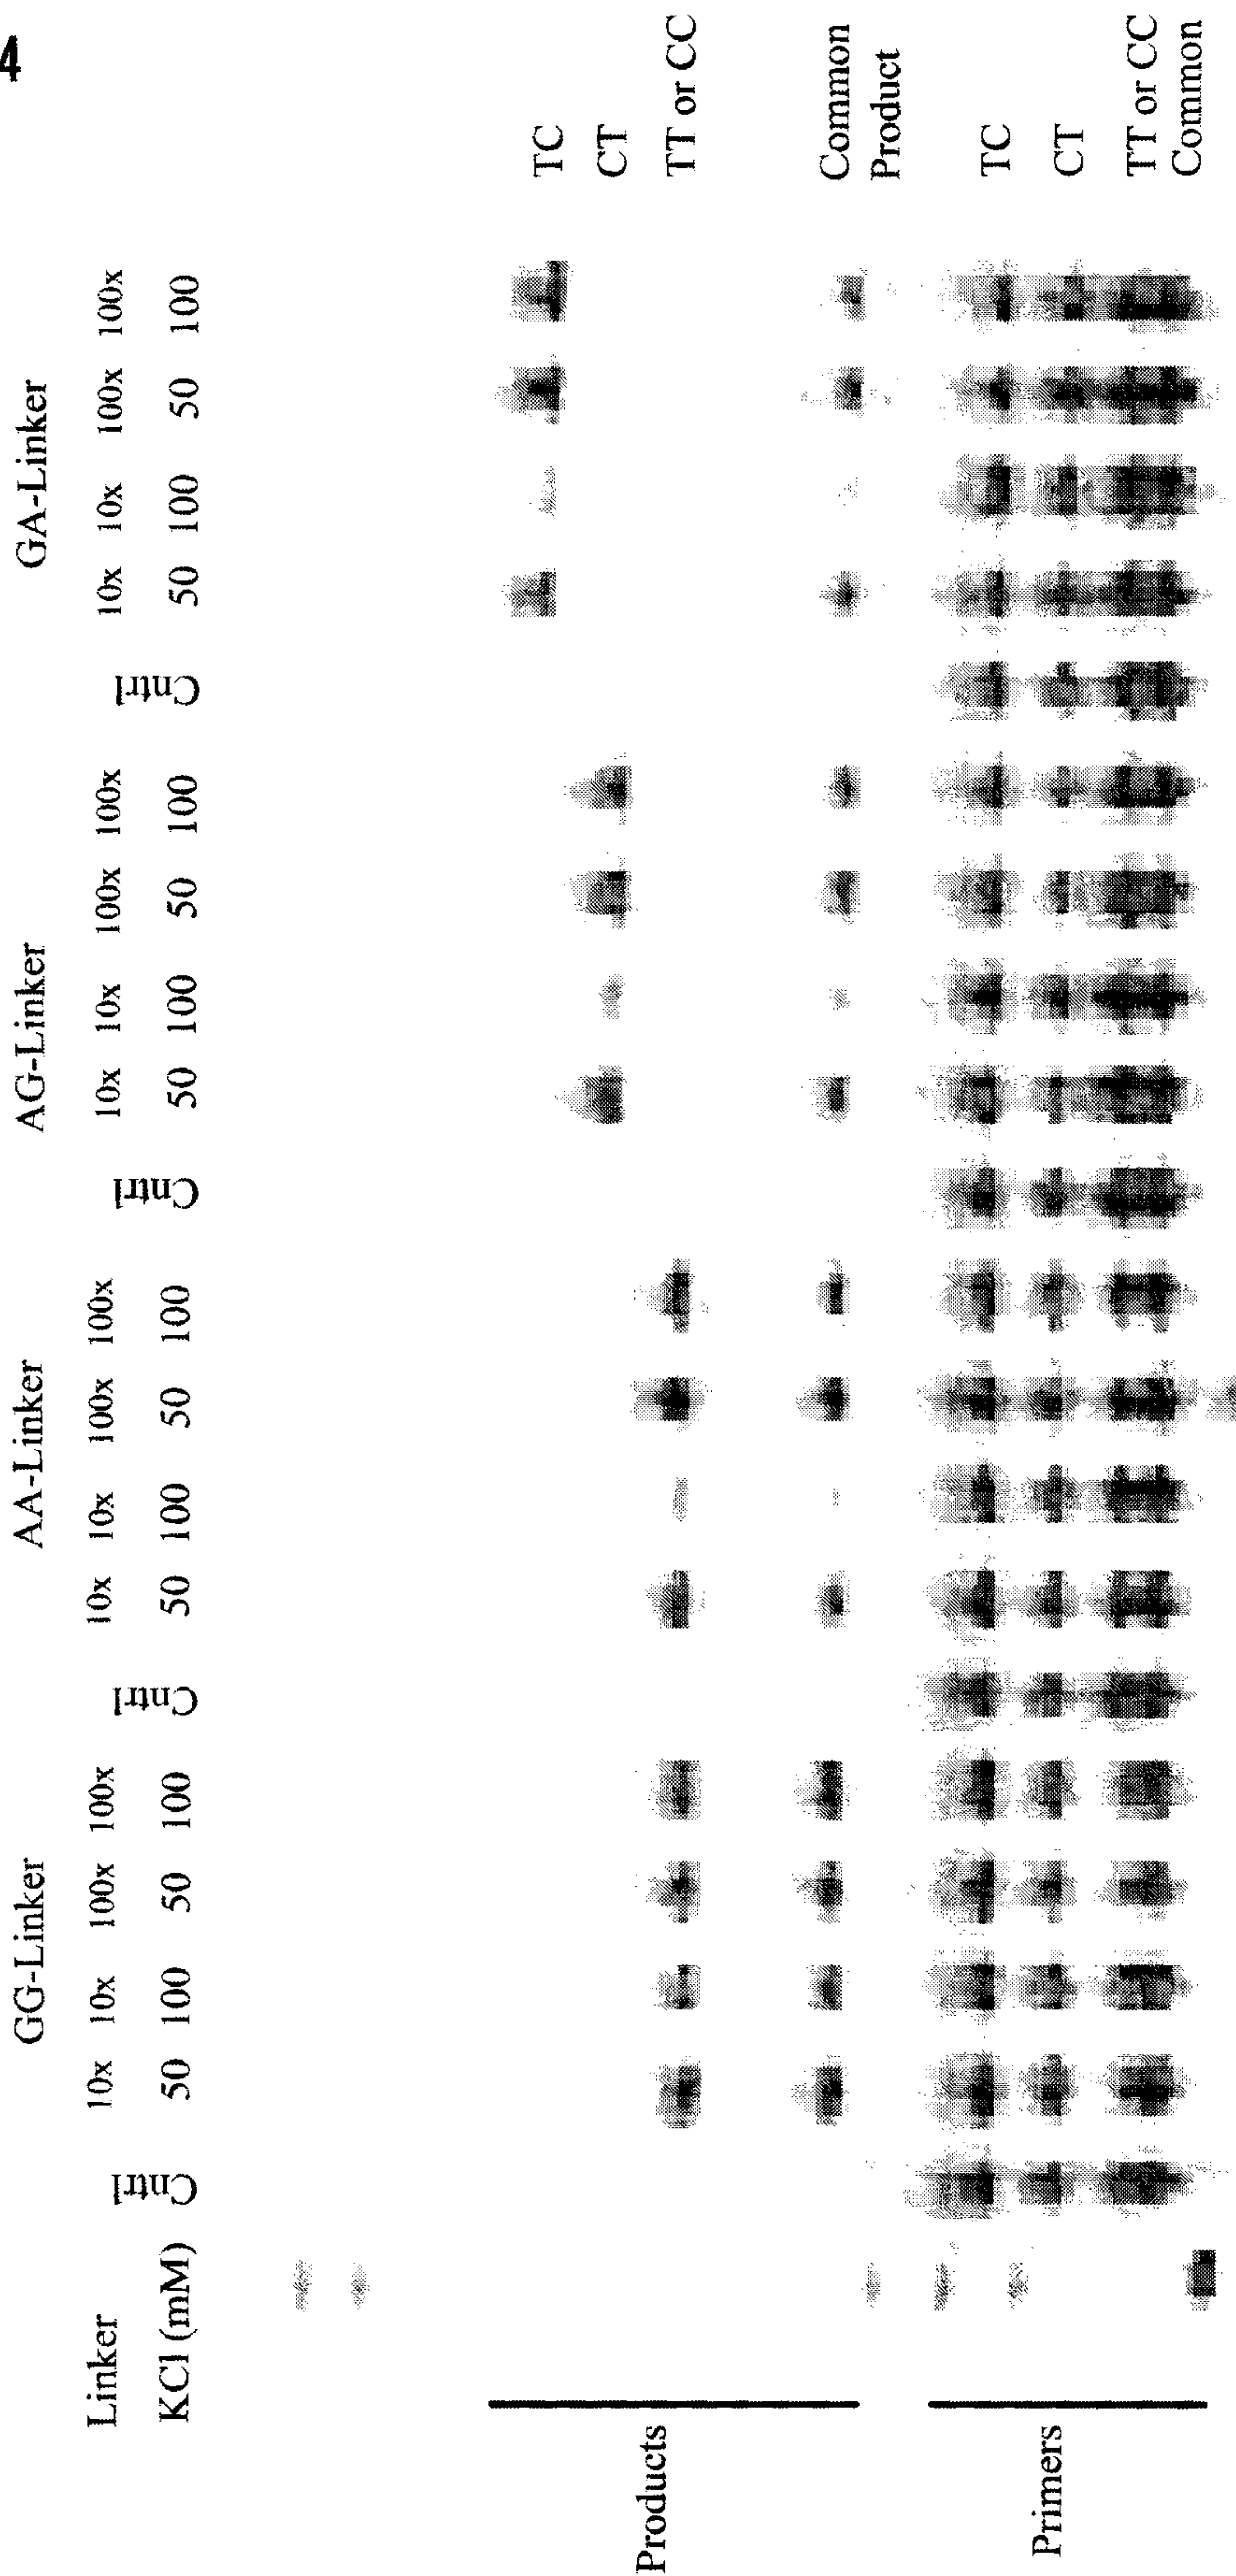 4
GG-Linker AA-Linker AG-Linker GA-Linker
Linker Cntrl 10x 10x 100x 100x Cntrl 10x 10x 100x 100x Cntrl 10x 10x 100x 100x Cntrl 10x 10x 100x 100x
KCl (mM) 50 100 50 100 50 100 50 100 50 100 50 100 50 100 50 100
TC
CT
Products TT or CC
Common
Product
TC
Primers CT
TT or CC
Common